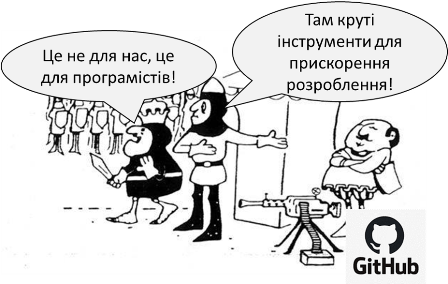 Це не для нас, це
для програмістів!
Там круті
інструменти для
прискорення
розроблення!
GitHub